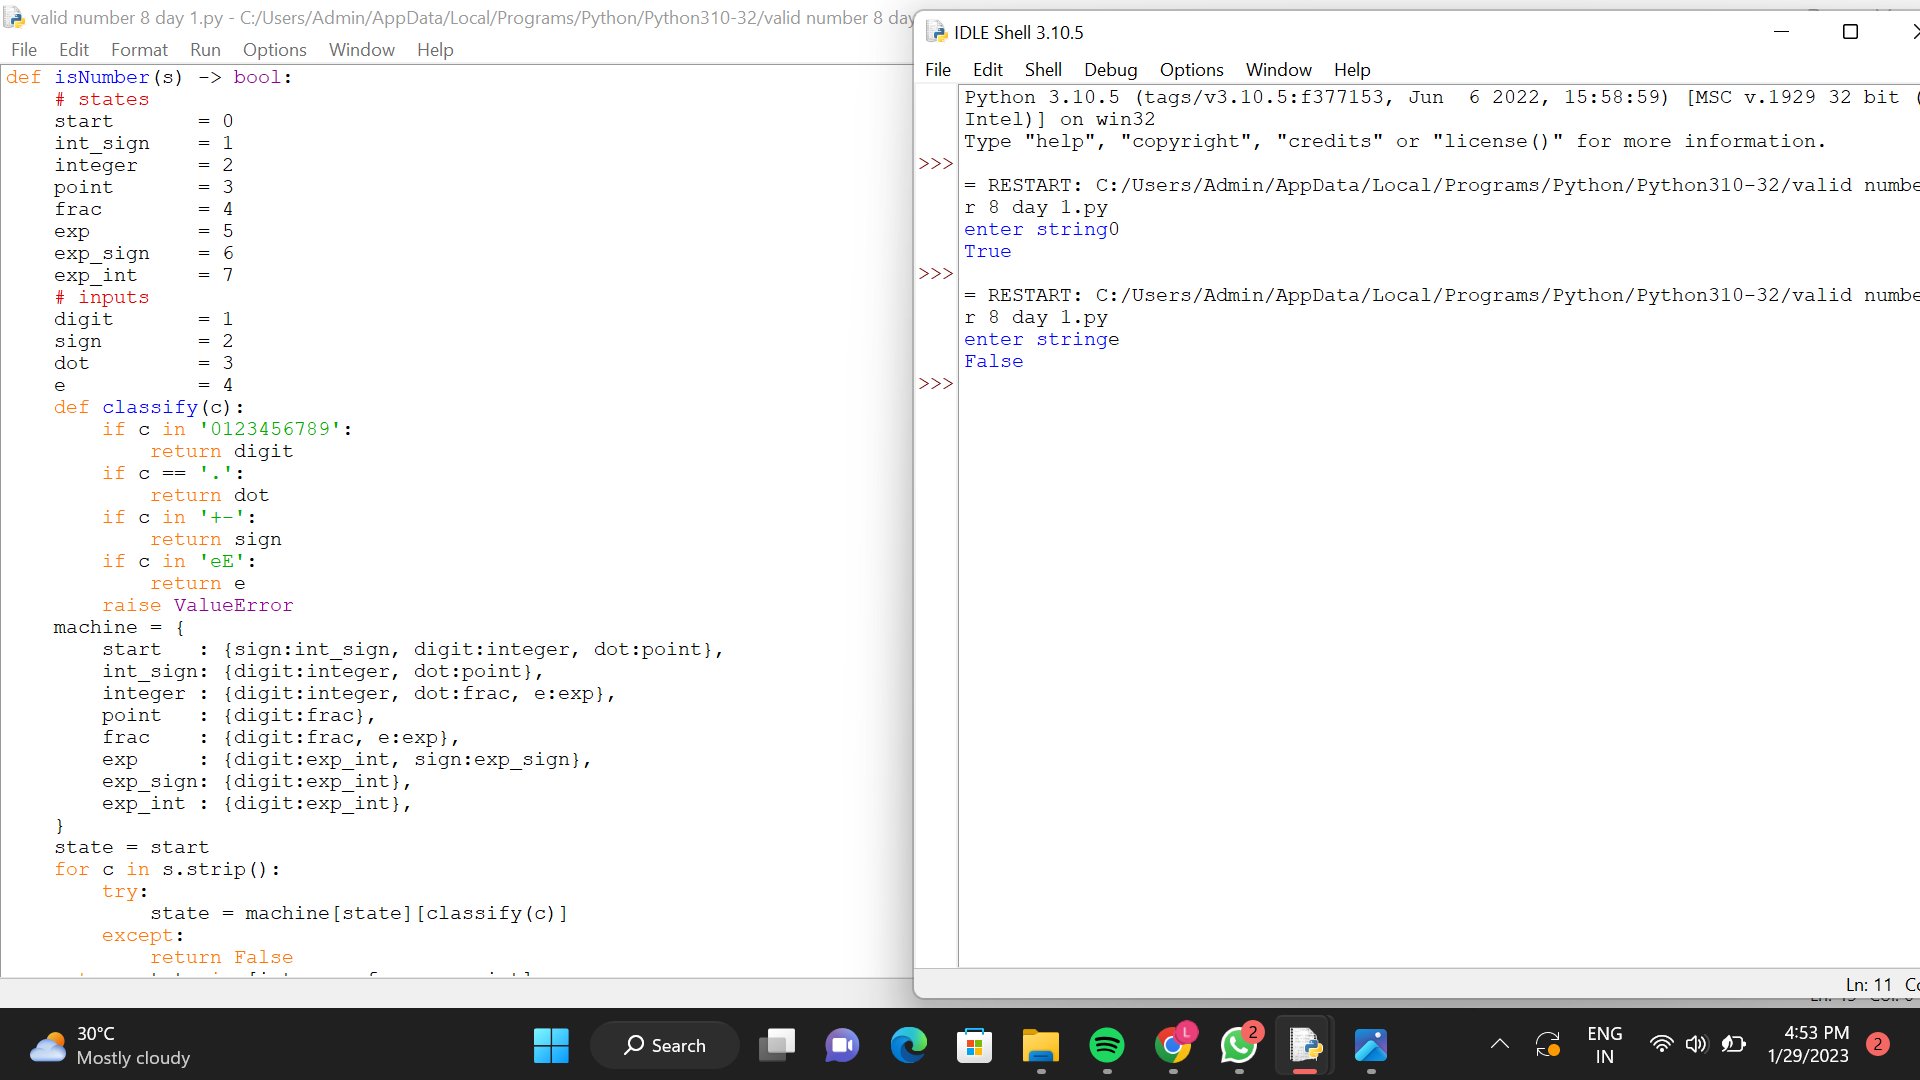 valid number 8 day 1.py - C:/Users/Admin/AppData/Local/Programs/Python/Python310-32/valid number 8 day
File Edit Format Run Options Window Help
def isNumber(s) -> bool:
    # states
    start       = 0
    int_sign    = 1
    integer     = 2
    point       = 3
    frac        = 4
    exp         = 5
    exp_sign    = 6
    exp_int     = 7
    # inputs
    digit       = 1
    sign        = 2
    dot         = 3
    e           = 4
    def classify(c):
        if c in '0123456789':
            return digit
        if c == '.':
            return dot
        if c in '+-':
            return sign
        if c in 'eE':
            return e
        raise ValueError
    machine = {
        start   : {sign:int_sign, digit:integer, dot:point},
        int_sign: {digit:integer, dot:point},
        integer : {digit:integer, dot:frac, e:exp},
        point   : {digit:frac},
        frac    : {digit:frac, e:exp},
        exp     : {digit:exp_int, sign:exp_sign},
        exp_sign: {digit:exp_int},
        exp_int : {digit:exp_int},
    }
    state = start
    for c in s.strip():
        try:
            state = machine[state][classify(c)]
        except:
            return False
IDLE Shell 3.10.5
File Edit Shell Debug Options Window Help
Python 3.10.5 (tags/v3.10.5:f377153, Jun  6 2022, 15:58:59) [MSC v.1929 32 bit (
Intel)] on win32
Type "help", "copyright", "credits" or "license()" for more information.
>>>
= RESTART: C:/Users/Admin/AppData/Local/Programs/Python/Python310-32/valid numbe
r 8 day 1.py
enter string0
True
>>>
= RESTART: C:/Users/Admin/AppData/Local/Programs/Python/Python310-32/valid numbe
r 8 day 1.py
enter stringe
False
>>>
Ln: 11 Co
30°C
Mostly cloudy
Search
L
2
ENG
IN
4:53 PM
1/29/2023
2